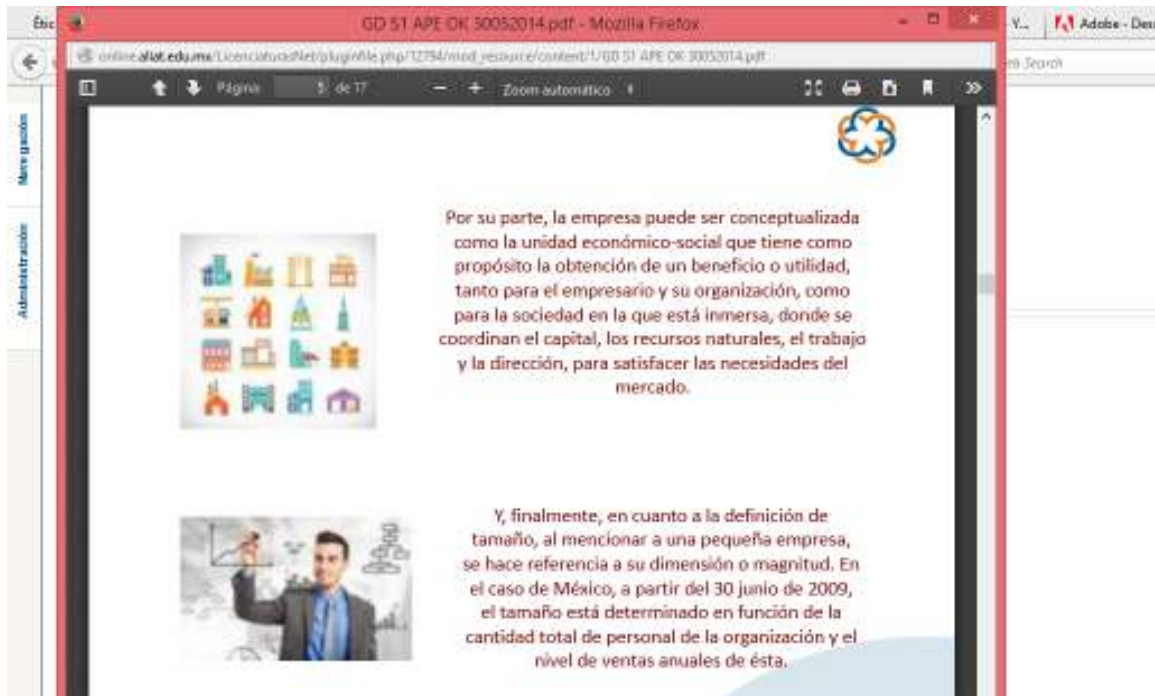 Étic
GD S1 APE OK 30052014.pdf - Mozilla Firefox
Y...
Adobe - Des
online.aliat.edu.mx/LicenciaturasNet/pluginfile.php/12794/mod_resource/content/1/GD S1 APE OK 30052014.pdf
Search
Página:
5
de 17
Zoom automático
Navegación
Administración
Por su parte, la empresa puede ser conceptualizada
como la unidad económico-social que tiene como
propósito la obtención de un beneficio o utilidad,
tanto para el empresario y su organización, como
para la sociedad en la que está inmersa, donde se
coordinan el capital, los recursos naturales, el trabajo
y la dirección, para satisfacer las necesidades del
mercado.
Y, finalmente, en cuanto a la definición de
tamaño, al mencionar a una pequeña empresa,
se hace referencia a su dimensión o magnitud. En
el caso de México, a partir del 30 junio de 2009,
el tamaño está determinado en función de la
cantidad total de personal de la organización y el
nivel de ventas anuales de ésta.